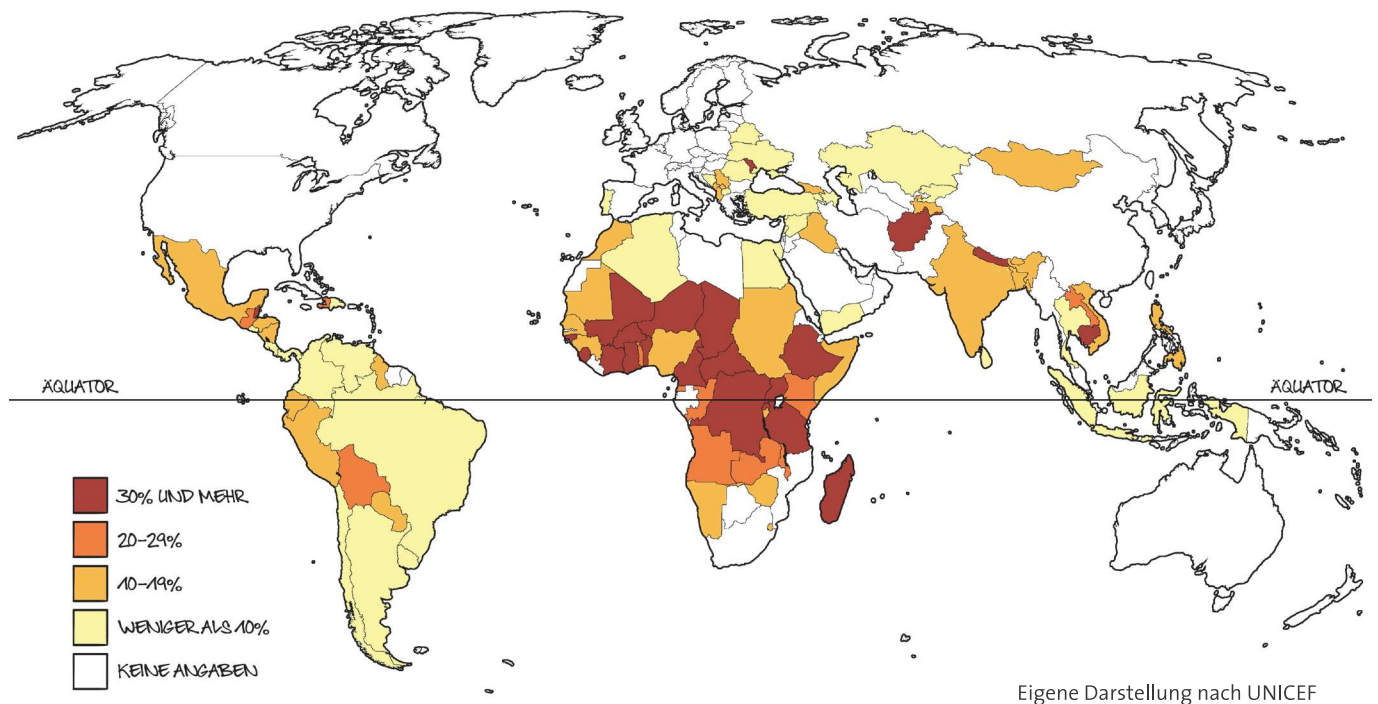 ÄQUATOR
ÄQUATOR
30% UND MEHR
20–29%
10–19%
WENIGER ALS 10%
KEINE ANGABEN
Eigene Darstellung nach UNICEF